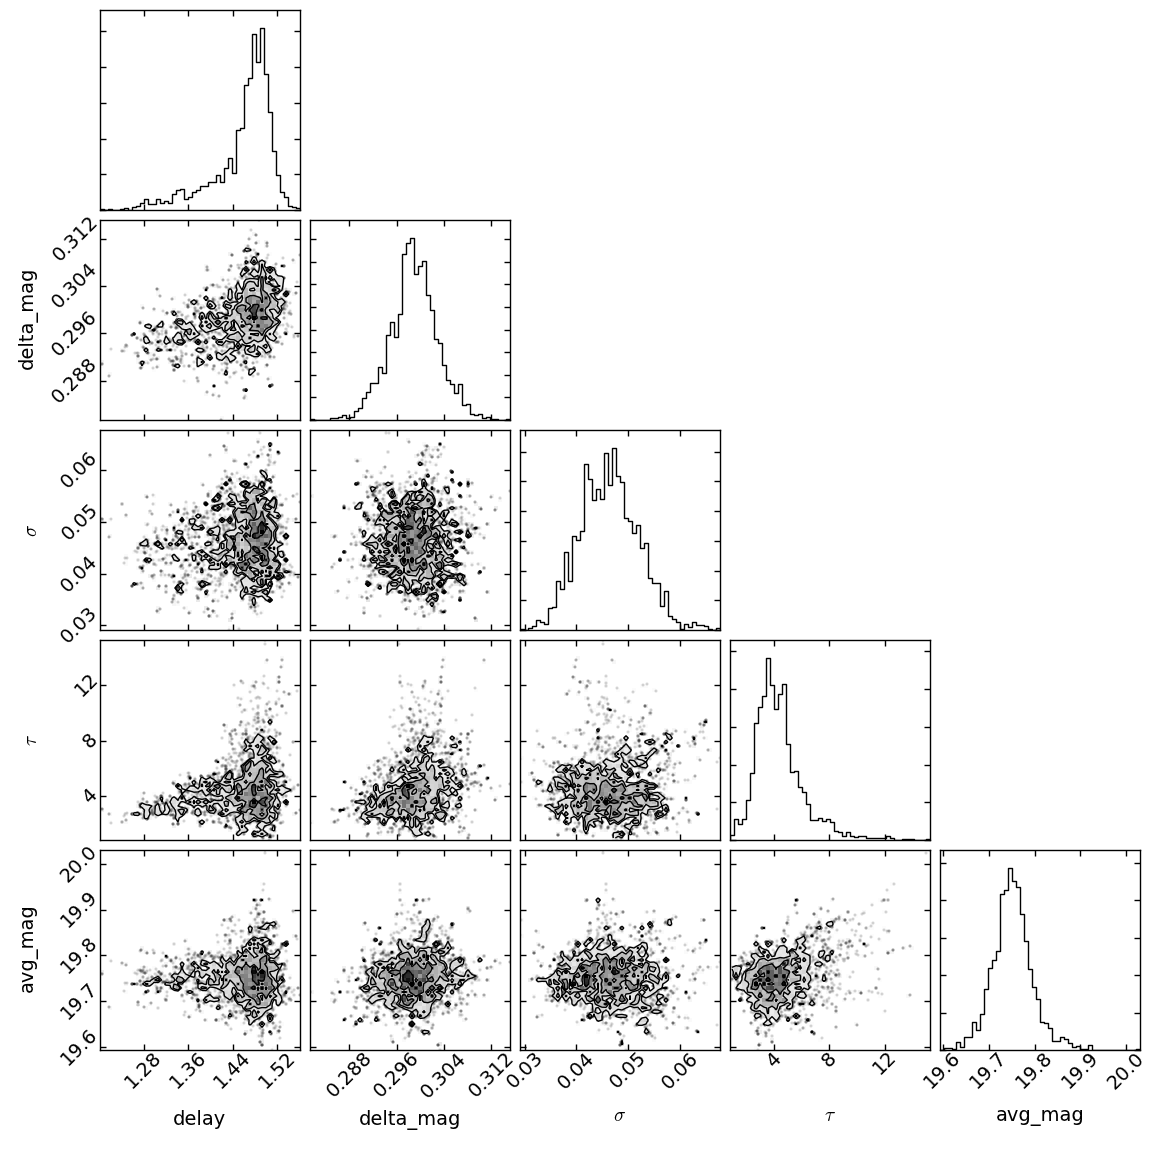 0.312
0.304
0.296
0.288
delta_mag
0.06
0.05
0.04
0.03
σ
12
8
4
τ
20.0
19.9
19.8
19.7
19.6
avg_mag
1.28 1.36 1.44 1.52
0.288 0.296 0.304 0.312
0.03 0.04 0.05 0.06
4 8 12
19.6 19.7 19.8 19.9 20.0
delay delta_mag σ τ avg_mag